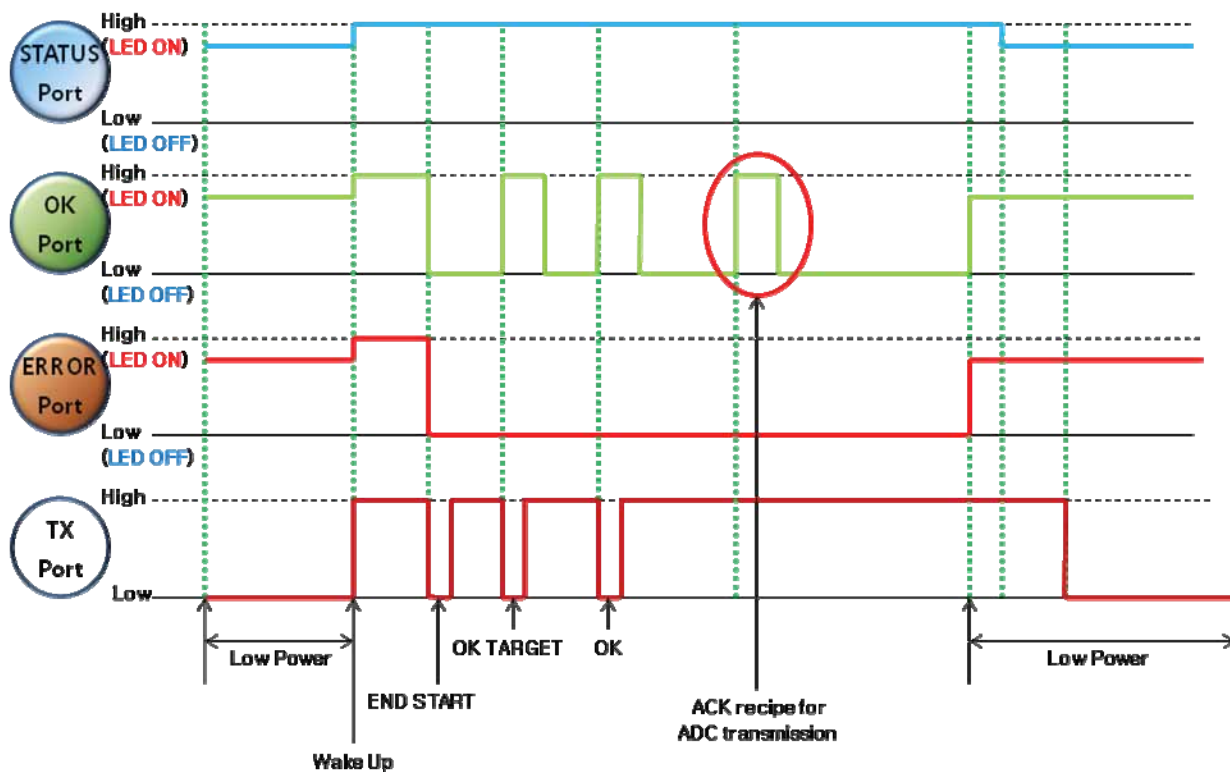 High
(LED ON)
STATUS
Port
Low
(LED OFF)
High
(LED ON)
OK
Port
Low
(LED OFF)
High
(LED ON)
ERROR
Port
Low
(LED OFF)
High
TX
Port
Low
Low Power
OK TARGET
OK
Low Power
END START
ACK recipe for
ADC transmission
Wake Up